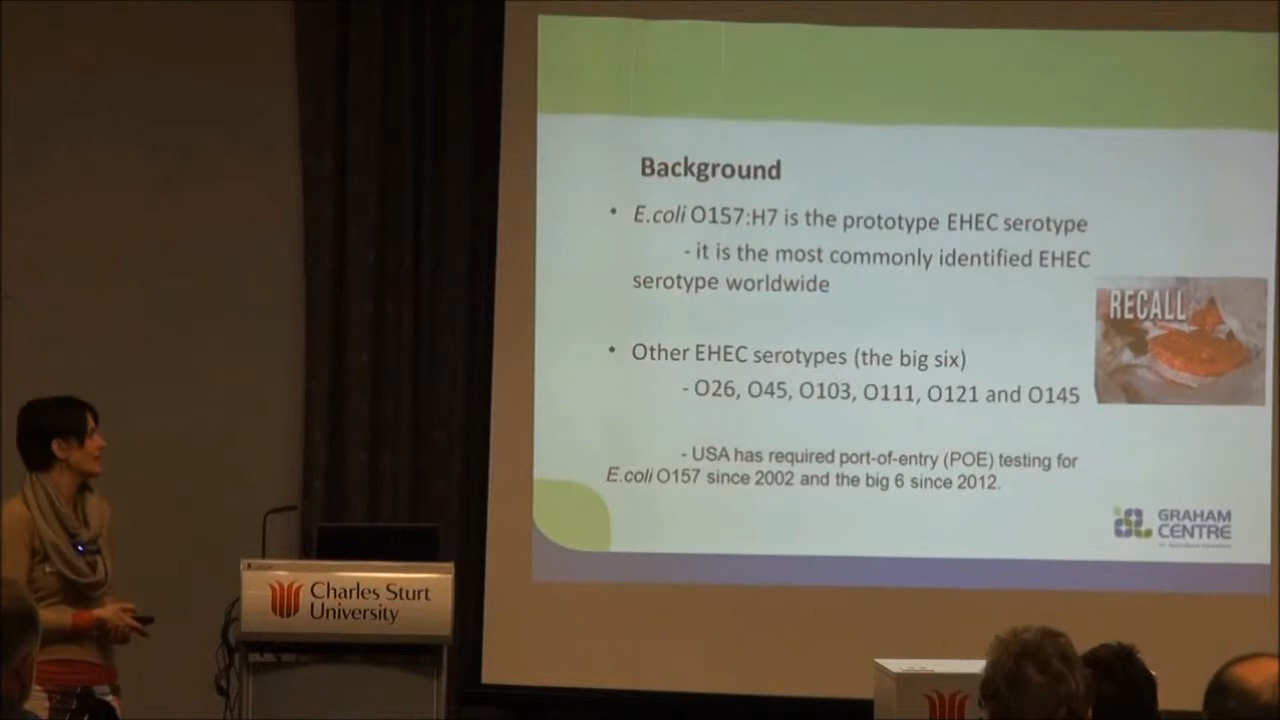 Background
• E.coli O157:H7 is the prototype EHEC serotype
- it is the most commonly identified EHEC
serotype worldwide
RECALL
• Other EHEC serotypes (the big six)
- O26, O45, O103, O111, O121 and O145
- USA has required port-of-entry (POE) testing for
E.coli O157 since 2002 and the big 6 since 2012.
GRAHAM
CENTRE
Charles Sturt
University